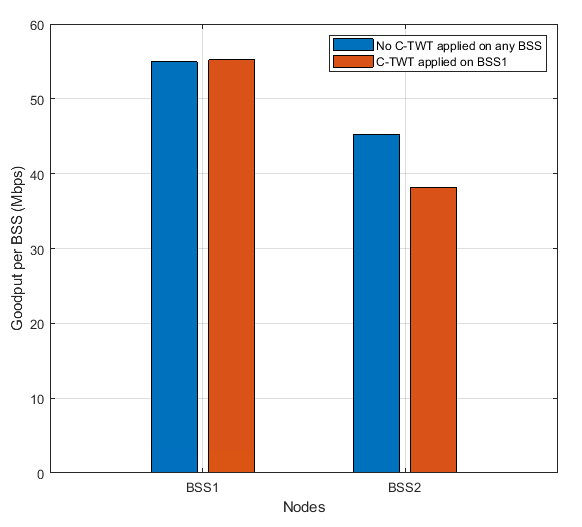 60
50
40
30
20
10
0
Goodput per BSS (Mbps)
No C-TWT applied on any BSS
C-TWT applied on BSS1
BSS1
BSS2
Nodes